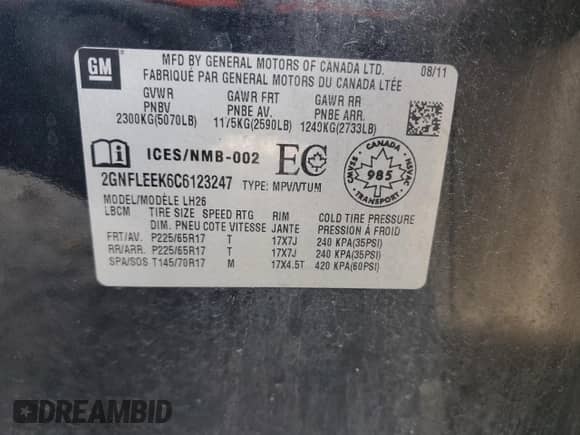 GM
MFD BY GENERAL MOTORS OF CANADA LTD. 08/11
FABRIQUÉ PAR GENERAL MOTORS DU CANADA LTÉE
GVWR GAWR FRT GAWR RR
PNBV PNBE AV. PNBE ARR.
2300KG(5070LB) 1175KG(2590LB) 1240KG(2733LB)
ICES/NMB-002 EC
CANADA
CMVSS 985 NSVAC
TRANSPORT
2GNFLEEK6C6123247 TYPE: MPV/VTUM
MODEL/MODÈLE LH26
LBCM TIRE SIZE SPEED RTG RIM COLD TIRE PRESSURE
DIM. PNEU COTE VITESSE JANTE PRESSION À FROID
FRT/AV. P225/65R17 T 17X7J 240 KPA(35PSI)
RR/ARR. P225/65R17 T 17X7J 240 KPA(35PSI)
SPA/SOS T145/70R17 M 17X4.5T 420 KPA(60PSI)
DREAMBID